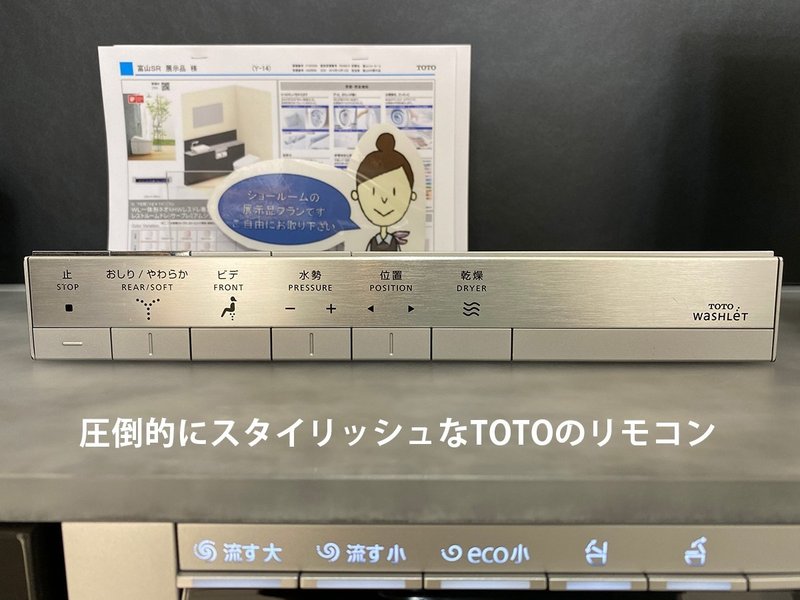 富山SR 展示品 様
(Y-14)
TOTO
ショールームの
展示品プランです
ご自由にお取り下さい
止
STOP
おしり/やわらか
REAR/SOFT
ビデ
FRONT
水勢
PRESSURE
− +
位置
POSITION
乾燥
DRYER
TOTO
WASHLET
圧倒的にスタイリッシュなTOTOのリモコン
流す大
流す小
eco小